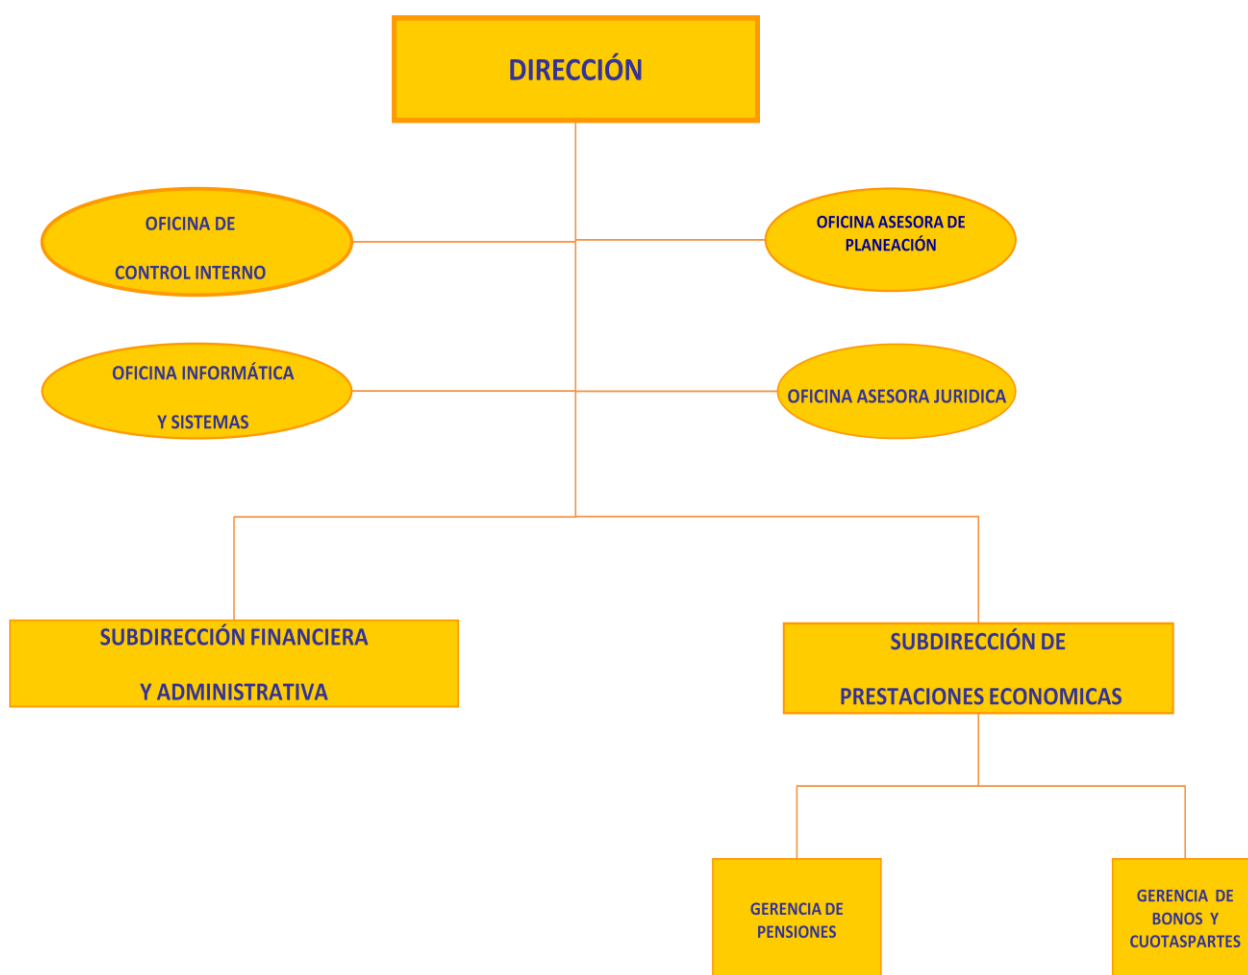 DIRECCIÓN
OFICINA DE
CONTROL INTERNO
OFICINA ASESORA DE
PLANEACIÓN
OFICINA INFORMÁTICA
Y SISTEMAS
OFICINA ASESORA JURIDICA
SUBDIRECCIÓN FINANCIERA
Y ADMINISTRATIVA
SUBDIRECCIÓN DE
PRESTACIONES ECONOMICAS
GERENCIA DE
PENSIONES
GERENCIA DE
BONOS Y
CUOTASPARTES